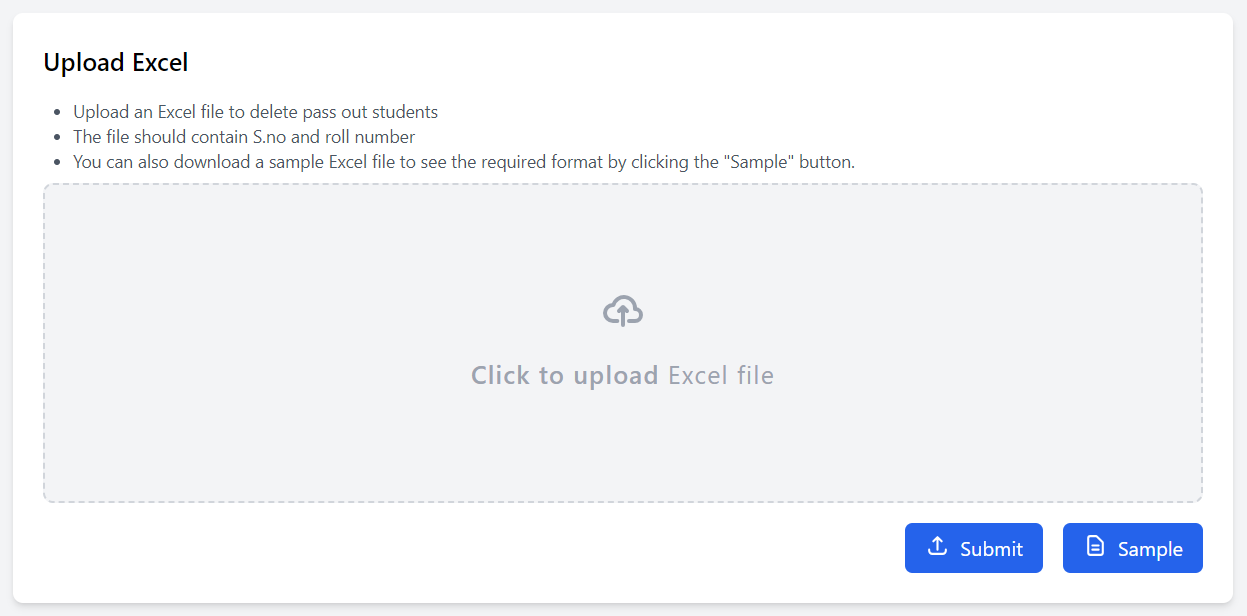 Upload Excel
Upload an Excel file to delete pass out students
The file should contain S.no and roll number
You can also download a sample Excel file to see the required format by clicking the "Sample" button.
Click to upload Excel file
Submit
Sample